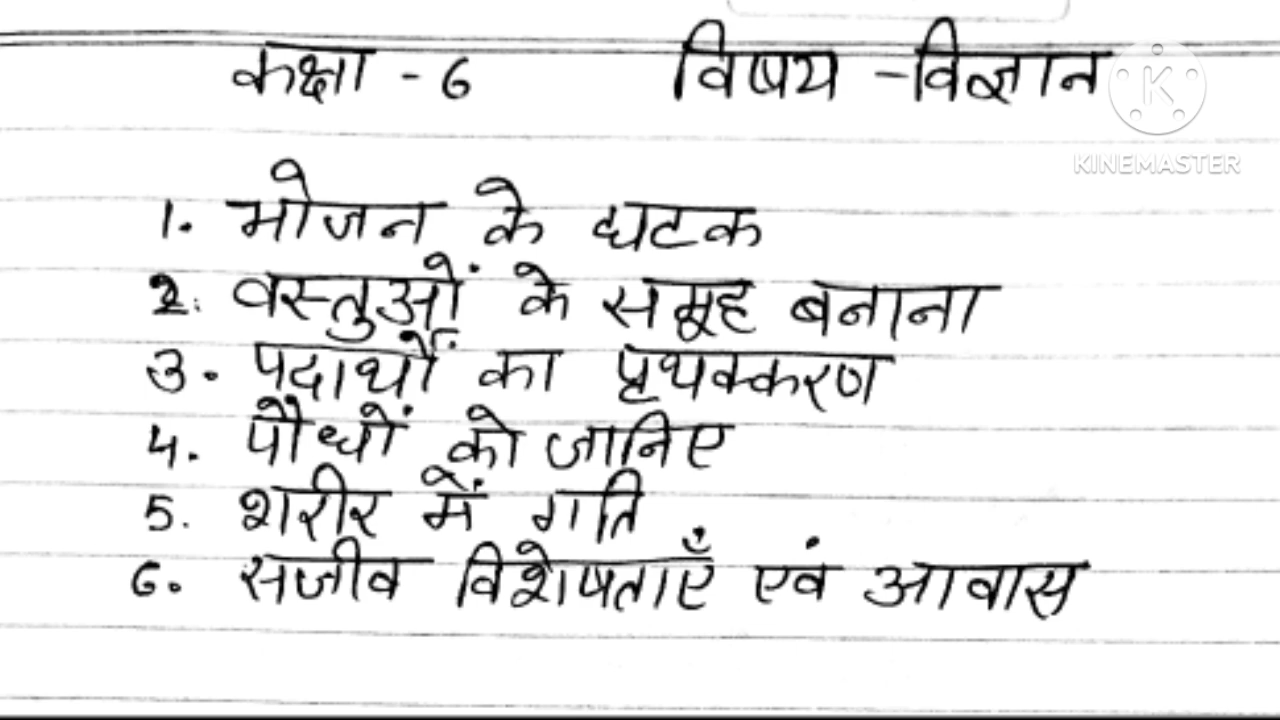 कक्षा - 6 विषय - विज्ञान
KINEMASTER
1. भोजन के घटक
2. वस्तुओं के समूह बनाना
3. पदार्थों का पृथक्करण
4. पौधों को जानिए
5. शरीर में गति
6. सजीव विशेषताएँ एवं आवास